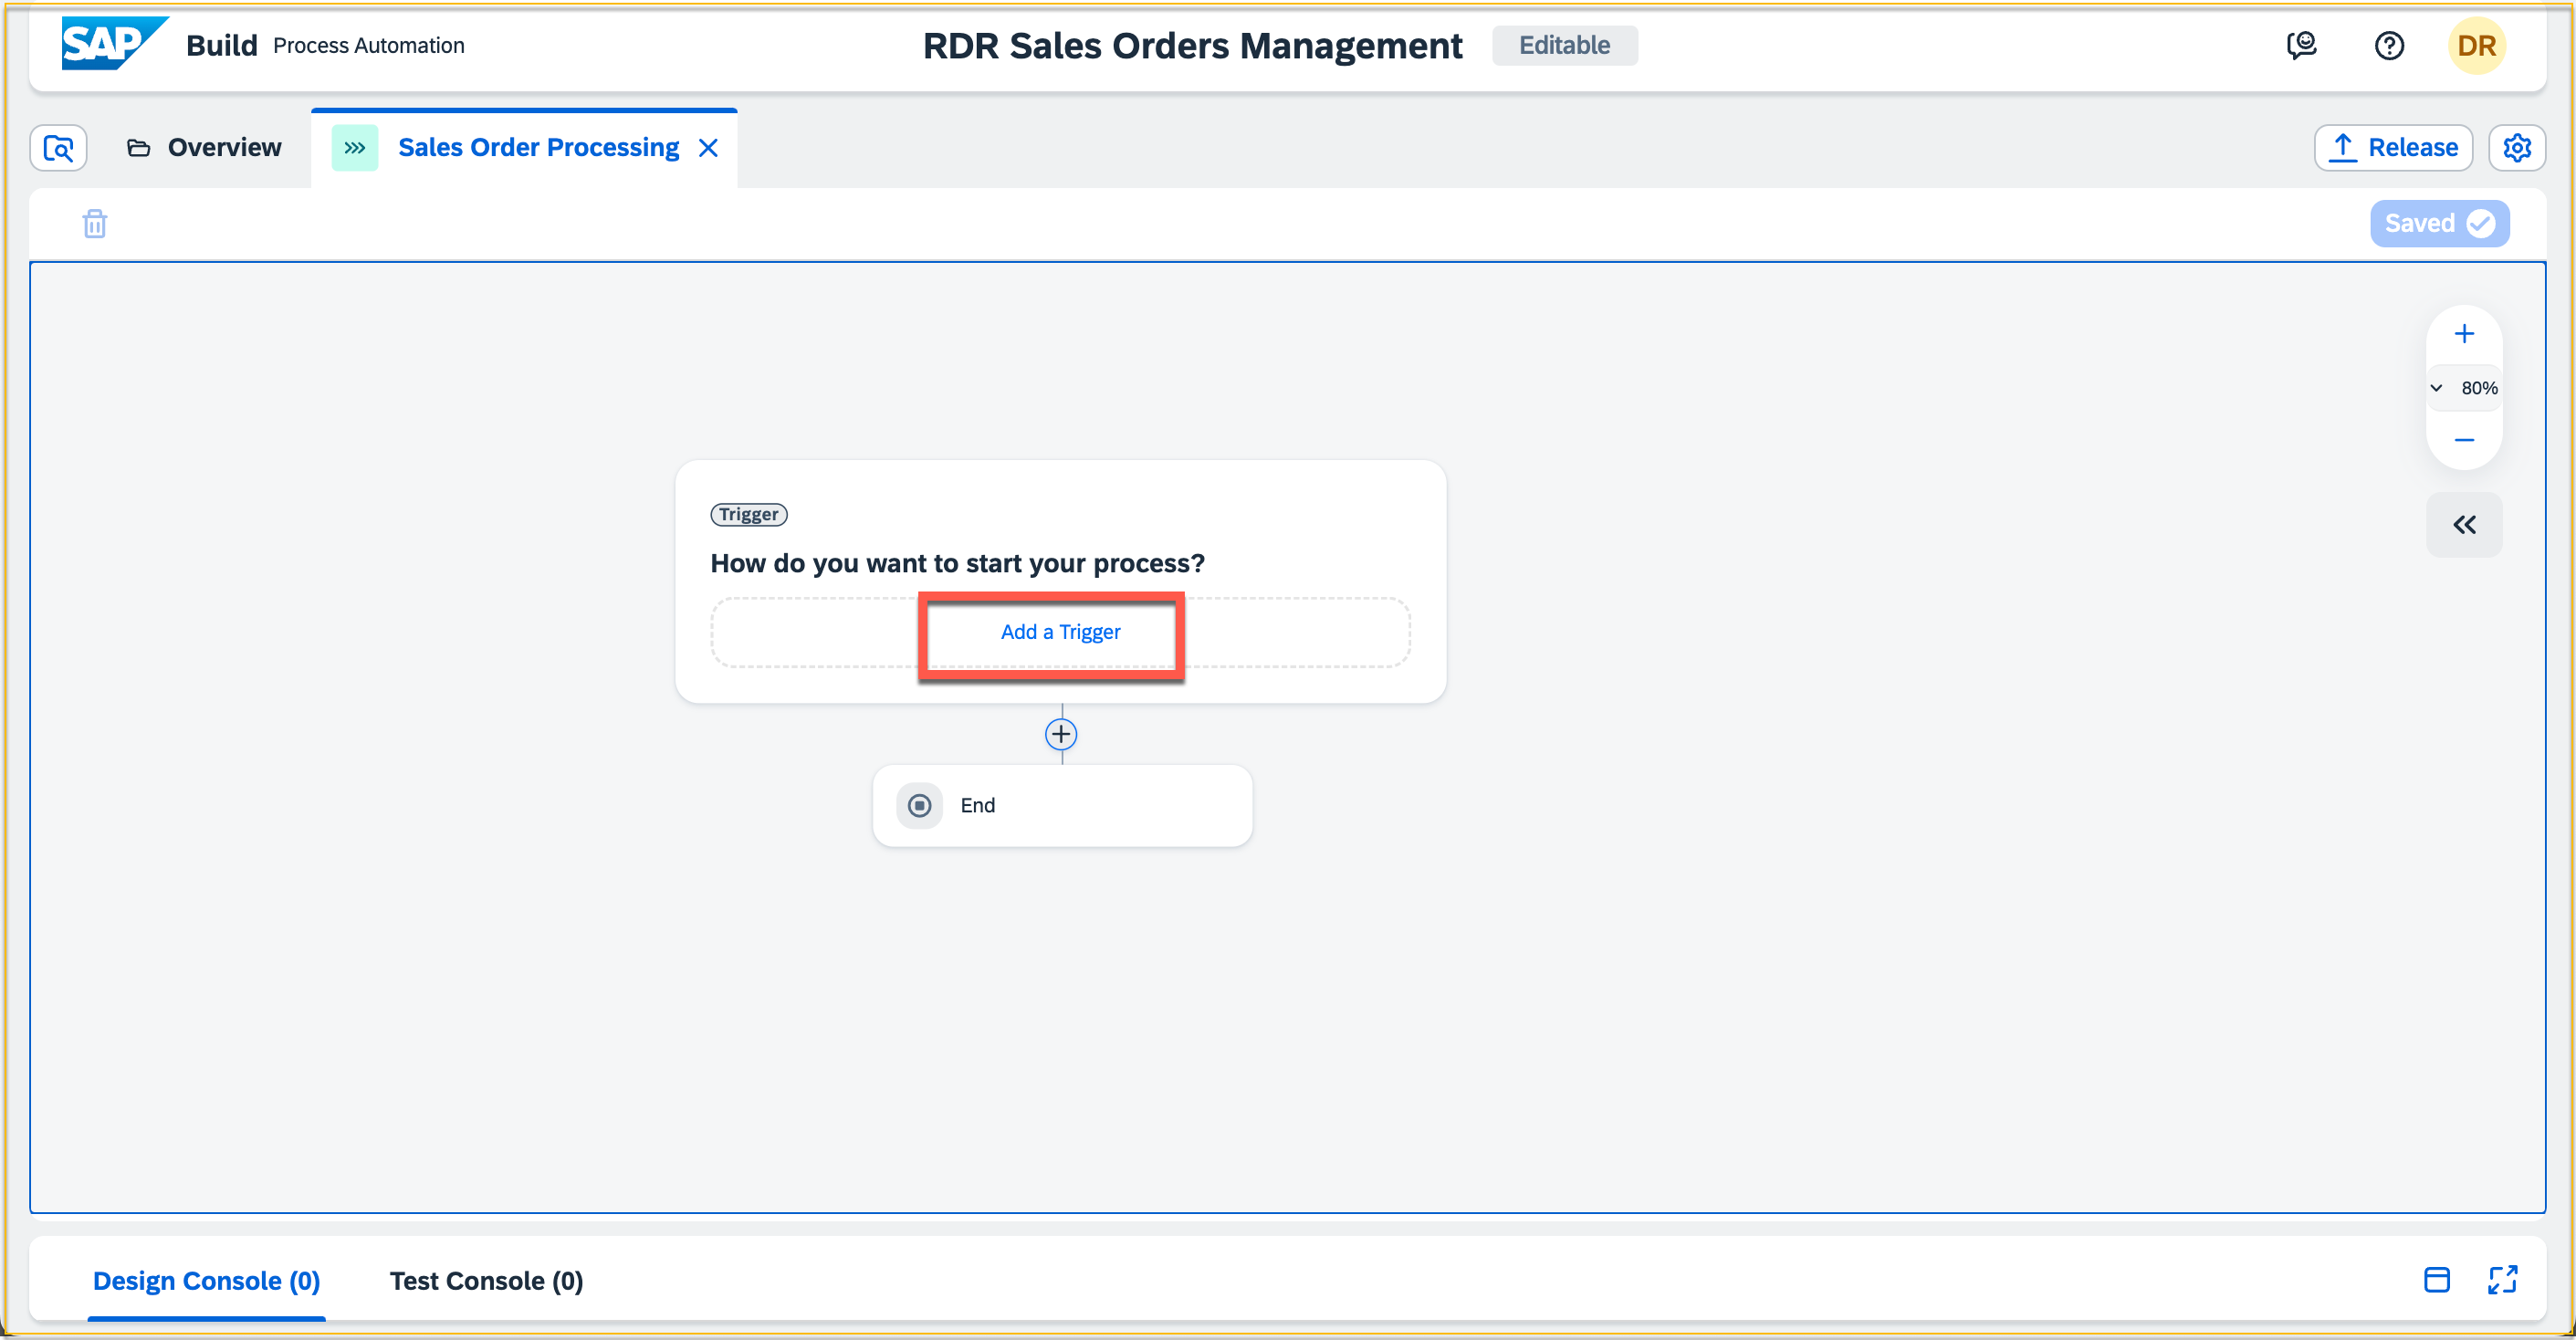 SAP Build Process Automation
RDR Sales Orders Management Editable
DR
Overview
Sales Order Processing
Release
Saved
80%
Trigger
How do you want to start your process?
Add a Trigger
End
Design Console (0)
Test Console (0)